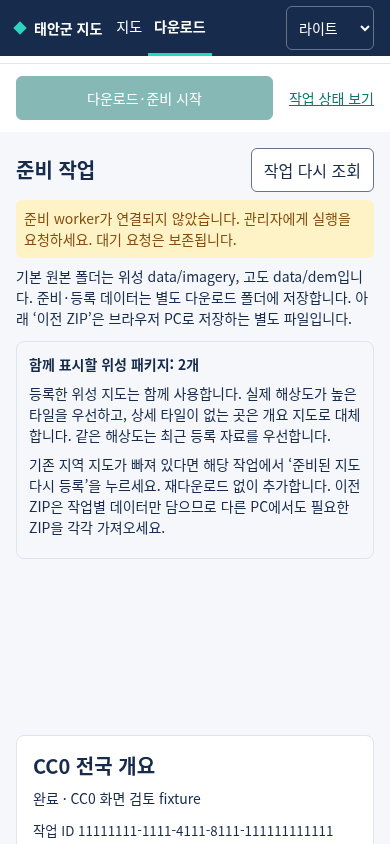 태안군 지도 지도 다운로드 라이트
다운로드·준비 시작 작업 상태 보기
준비 작업 작업 다시 조회
준비 worker가 연결되지 않았습니다. 관리자에게 실행을
요청하세요. 대기 요청은 보존됩니다.
기본 원본 폴더는 위성 data/imagery, 고도 data/dem입니
다. 준비·등록 데이터는 별도 다운로드 폴더에 저장합니다. 아
래 ‘이전 ZIP’은 브라우저 PC로 저장하는 별도 파일입니다.
함께 표시할 위성 패키지: 2개
등록한 위성 지도는 함께 사용합니다. 실제 해상도가 높은
타일을 우선하고, 상세 타일이 없는 곳은 개요 지도로 대체
합니다. 같은 해상도는 최근 등록 자료를 우선합니다.
기존 지역 지도가 빠져 있다면 해당 작업에서 ‘준비된 지도
다시 등록’을 누르세요. 재다운로드 없이 추가합니다. 이전
ZIP은 작업별 데이터만 담으므로 다른 PC에서도 필요한
ZIP을 각각 가져오세요.
CC0 전국 개요
완료 · CC0 화면 검토 fixture
작업 ID 11111111-1111-4111-8111-111111111111